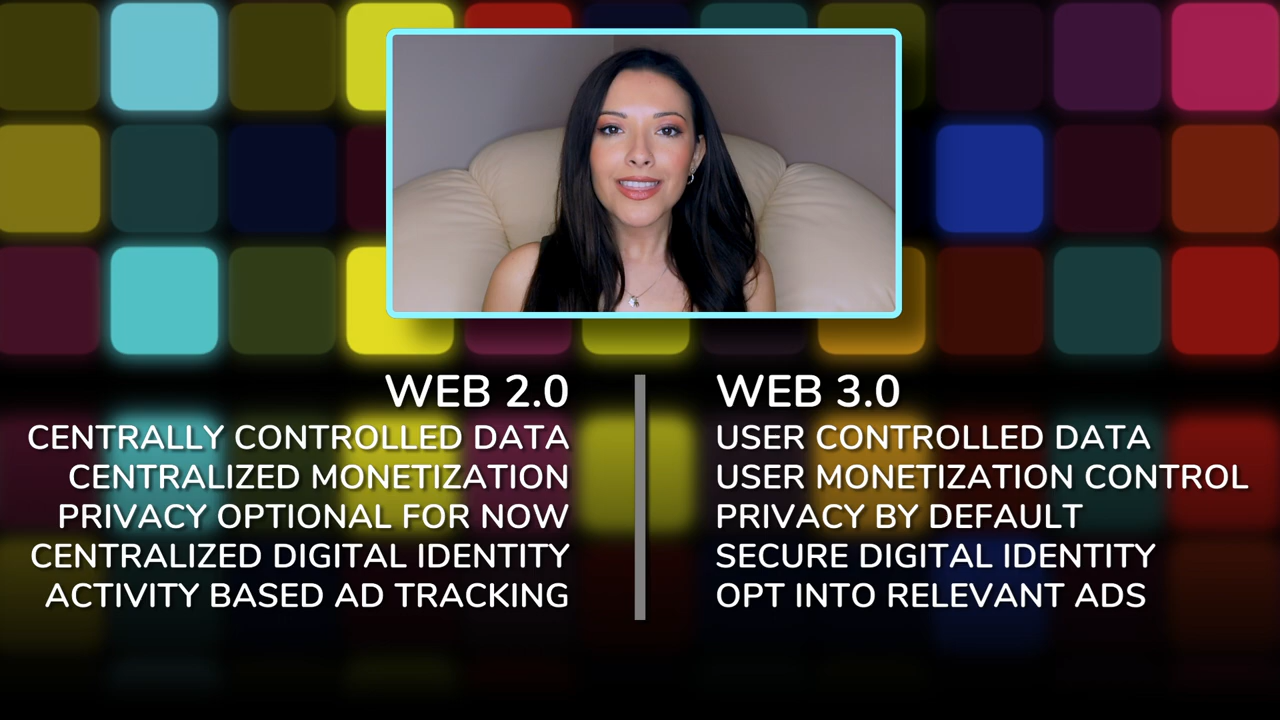 WEB 2.0
CENTRALLY CONTROLLED DATA
CENTRALIZED MONETIZATION
PRIVACY OPTIONAL FOR NOW
CENTRALIZED DIGITAL IDENTITY
ACTIVITY BASED AD TRACKING
WEB 3.0
USER CONTROLLED DATA
USER MONETIZATION CONTROL
PRIVACY BY DEFAULT
SECURE DIGITAL IDENTITY
OPT INTO RELEVANT ADS